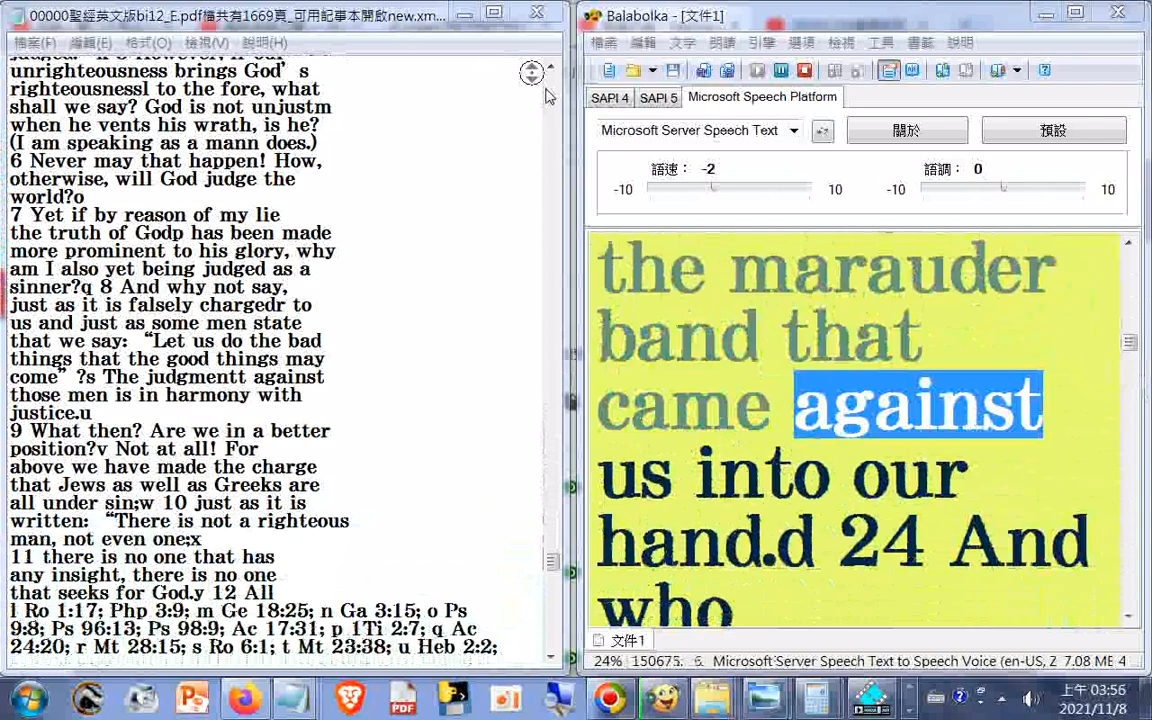 00000聖經英文版bi12_E.pdf檔共有1669頁_可用記事本開啟new.xm...
檔案(F) 編輯(E) 格式(O) 檢視(V) 說明(H)
unrighteousness brings God’s
righteousnessl to the fore, what
shall we say? God is not unjustm
when he vents his wrath, is he?
(I am speaking as a mann does.)
6 Never may that happen! How,
otherwise, will God judge the
world?o
7 Yet if by reason of my lie
the truth of Godp has been made
more prominent to his glory, why
am I also yet being judged as a
sinner?q 8 And why not say,
just as it is falsely chargedr to
us and just as some men state
that we say: “Let us do the bad
things that the good things may
come” ?s The judgmentt against
those men is in harmony with
justice.u
9 What then? Are we in a better
position?v Not at all! For
above we have made the charge
that Jews as well as Greeks are
all under sin;w 10 just as it is
written: “There is not a righteous
man, not even one;x
11 there is no one that has
any insight, there is no one
that seeks for God.y 12 All
l Ro 1:17; Php 3:9; m Ge 18:25; n Ga 3:15; o Ps
9:8; Ps 96:13; Ps 98:9; Ac 17:31; p 1Ti 2:7; q Ac
24:20; r Mt 28:15; s Ro 6:1; t Mt 23:38; u Heb 2:2;
Balabolka - [文件1]
檔案 編輯 文字 朗讀 引擎 選項 檢視 工具 書籤 說明
SAPI 4 SAPI 5 Microsoft Speech Platform
Microsoft Server Speech Text 關於 預設
語速： -2 語調： 0
-10 10 -10 10
the marauder
band that
came against
us into our
hand.d 24 And
who
文件1
24% 150675. 6. Microsoft Server Speech Text to Speech Voice (en-US, Z 7.08 ME 4
PDF
上午 03:56
2021/11/8